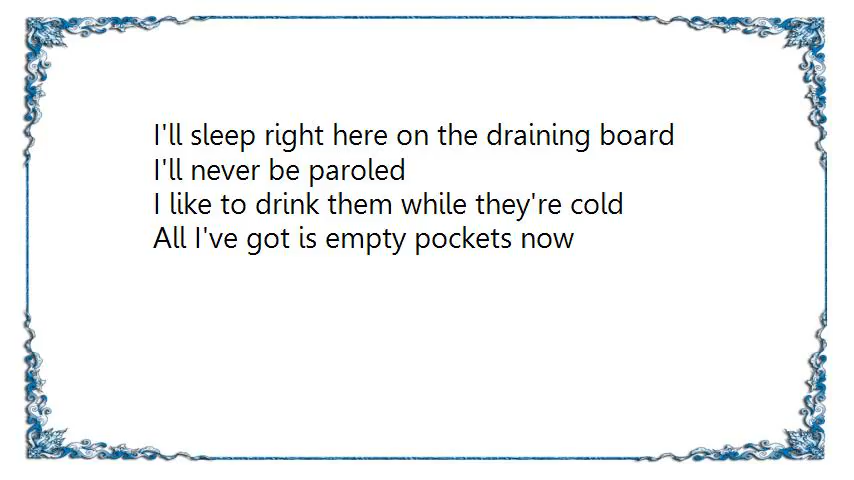 I'll sleep right here on the draining board
I'll never be paroled
I like to drink them while they're cold
All I've got is empty pockets now